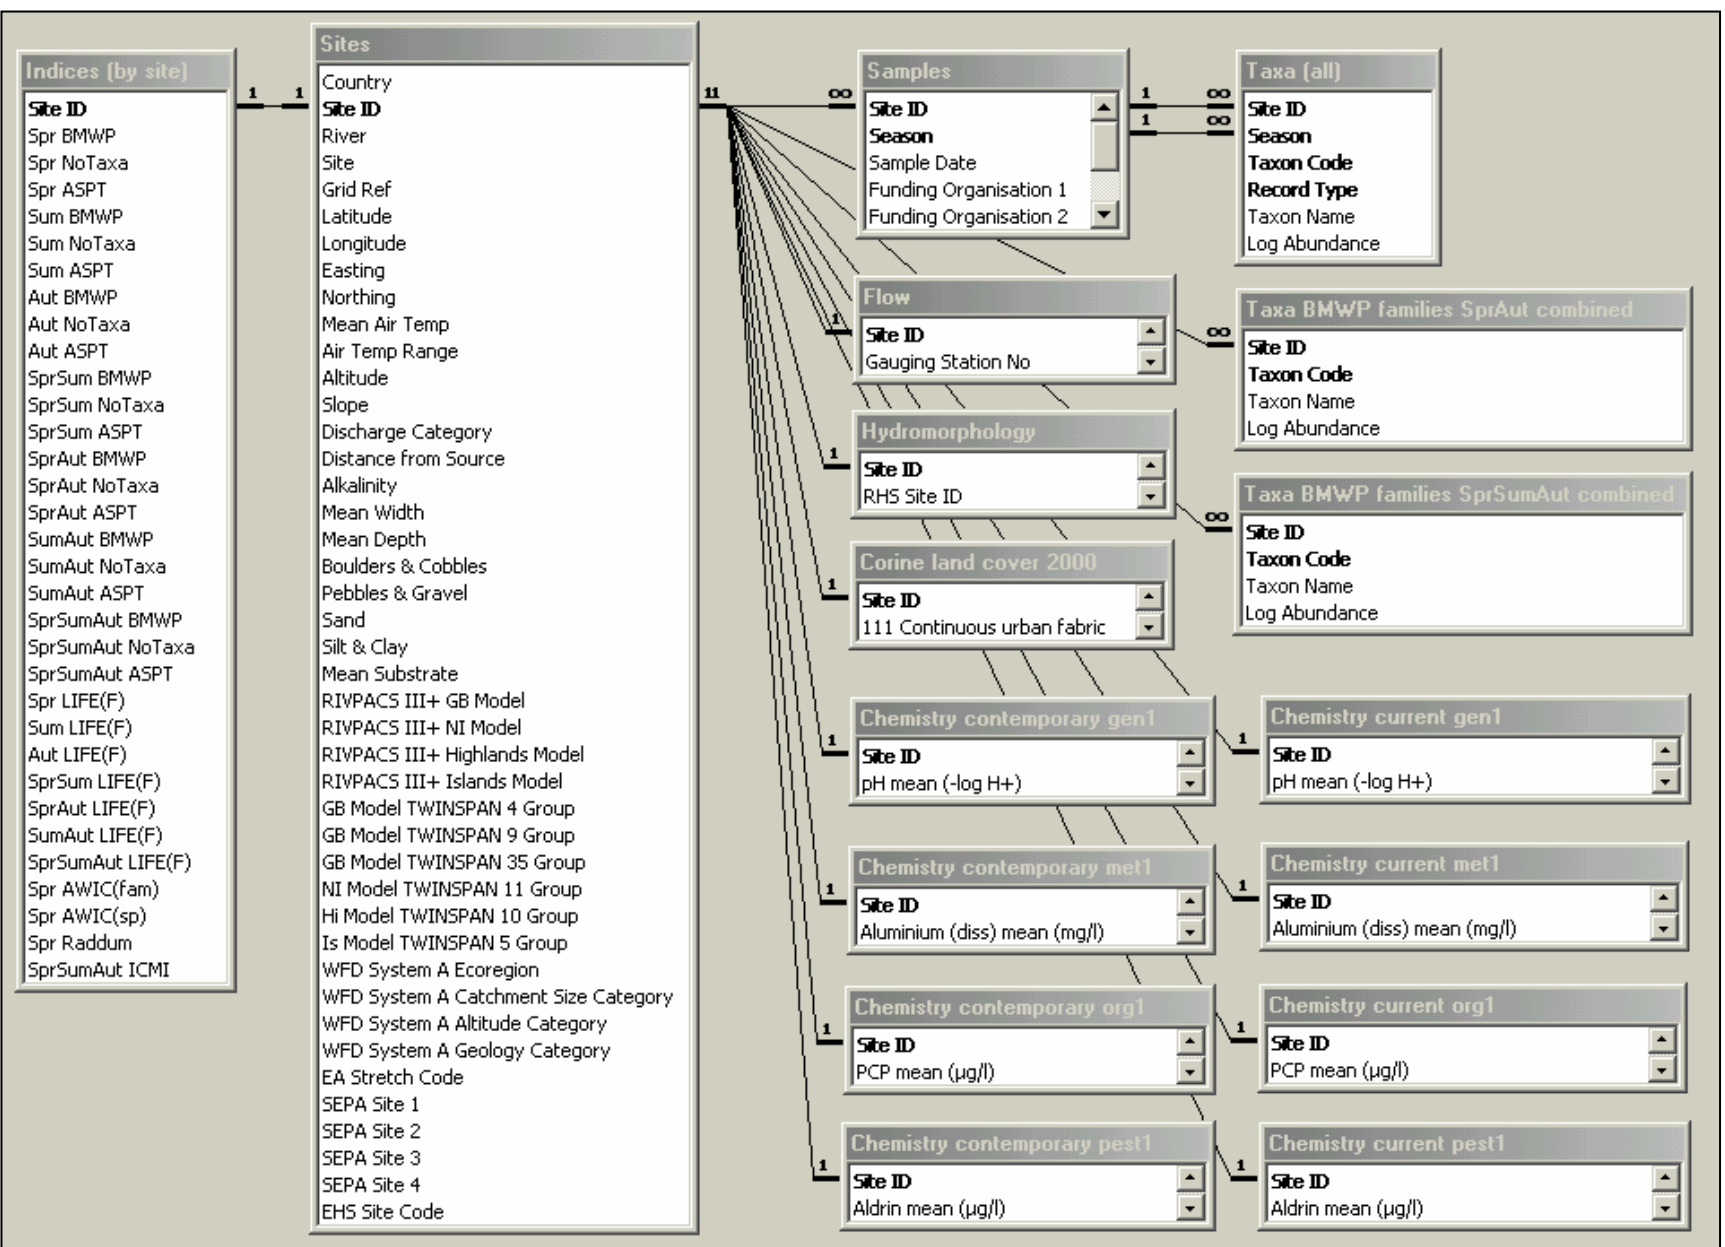 Indices (by site)
Site ID
Spr BMWP
Spr NoTaxa
Spr ASPT
Sum BMWP
Sum NoTaxa
Sum ASPT
Aut BMWP
Aut NoTaxa
Aut ASPT
SprSum BMWP
SprSum NoTaxa
SprSum ASPT
SprAut BMWP
SprAut NoTaxa
SprAut ASPT
SumAut BMWP
SumAut NoTaxa
SumAut ASPT
SprSumAut BMWP
SprSumAut NoTaxa
SprSumAut ASPT
Spr LIFE(F)
Sum LIFE(F)
Aut LIFE(F)
SprSum LIFE(F)
SprAut LIFE(F)
SumAut LIFE(F)
SprSumAut LIFE(F)
Spr AWIC(fam)
Spr AWIC(sp)
Spr Raddum
SprSumAut ICMI
1 1
Sites
Country
Site ID
River
Site
Grid Ref
Latitude
Longitude
Easting
Northing
Mean Air Temp
Air Temp Range
Altitude
Slope
Discharge Category
Distance from Source
Alkalinity
Mean Width
Mean Depth
Boulders & Cobbles
Pebbles & Gravel
Sand
Silt & Clay
Mean Substrate
RIVPACS III+ GB Model
RIVPACS III+ NI Model
RIVPACS III+ Highlands Model
RIVPACS III+ Islands Model
GB Model TWINSPAN 4 Group
GB Model TWINSPAN 9 Group
GB Model TWINSPAN 35 Group
NI Model TWINSPAN 11 Group
Hi Model TWINSPAN 10 Group
Is Model TWINSPAN 5 Group
WFD System A Ecoregion
WFD System A Catchment Size Category
WFD System A Altitude Category
WFD System A Geology Category
EA Stretch Code
SEPA Site 1
SEPA Site 2
SEPA Site 3
SEPA Site 4
EHS Site Code
11
∞
Samples
Site ID
Season
Sample Date
Funding Organisation 1
Funding Organisation 2
1 ∞
1 ∞
Taxa (all)
Site ID
Season
Taxon Code
Record Type
Taxon Name
Log Abundance
1
Flow
Site ID
Gauging Station No
∞
Taxa BMWP families SprAut combined
Site ID
Taxon Code
Taxon Name
Log Abundance
1
Hydromorphology
Site ID
RHS Site ID
∞
Taxa BMWP families SprSumAut combined
Site ID
Taxon Code
Taxon Name
Log Abundance
1
Corine land cover 2000
Site ID
111 Continuous urban fabric
1
Chemistry contemporary gen1
Site ID
pH mean (-log H+)
1
Chemistry current gen1
Site ID
pH mean (-log H+)
1
Chemistry contemporary met1
Site ID
Aluminium (diss) mean (mg/l)
1
Chemistry current met1
Site ID
Aluminium (diss) mean (mg/l)
1
Chemistry contemporary org1
Site ID
PCP mean (µg/l)
1
Chemistry current org1
Site ID
PCP mean (µg/l)
1
Chemistry contemporary pest1
Site ID
Aldrin mean (µg/l)
1
Chemistry current pest1
Site ID
Aldrin mean (µg/l)